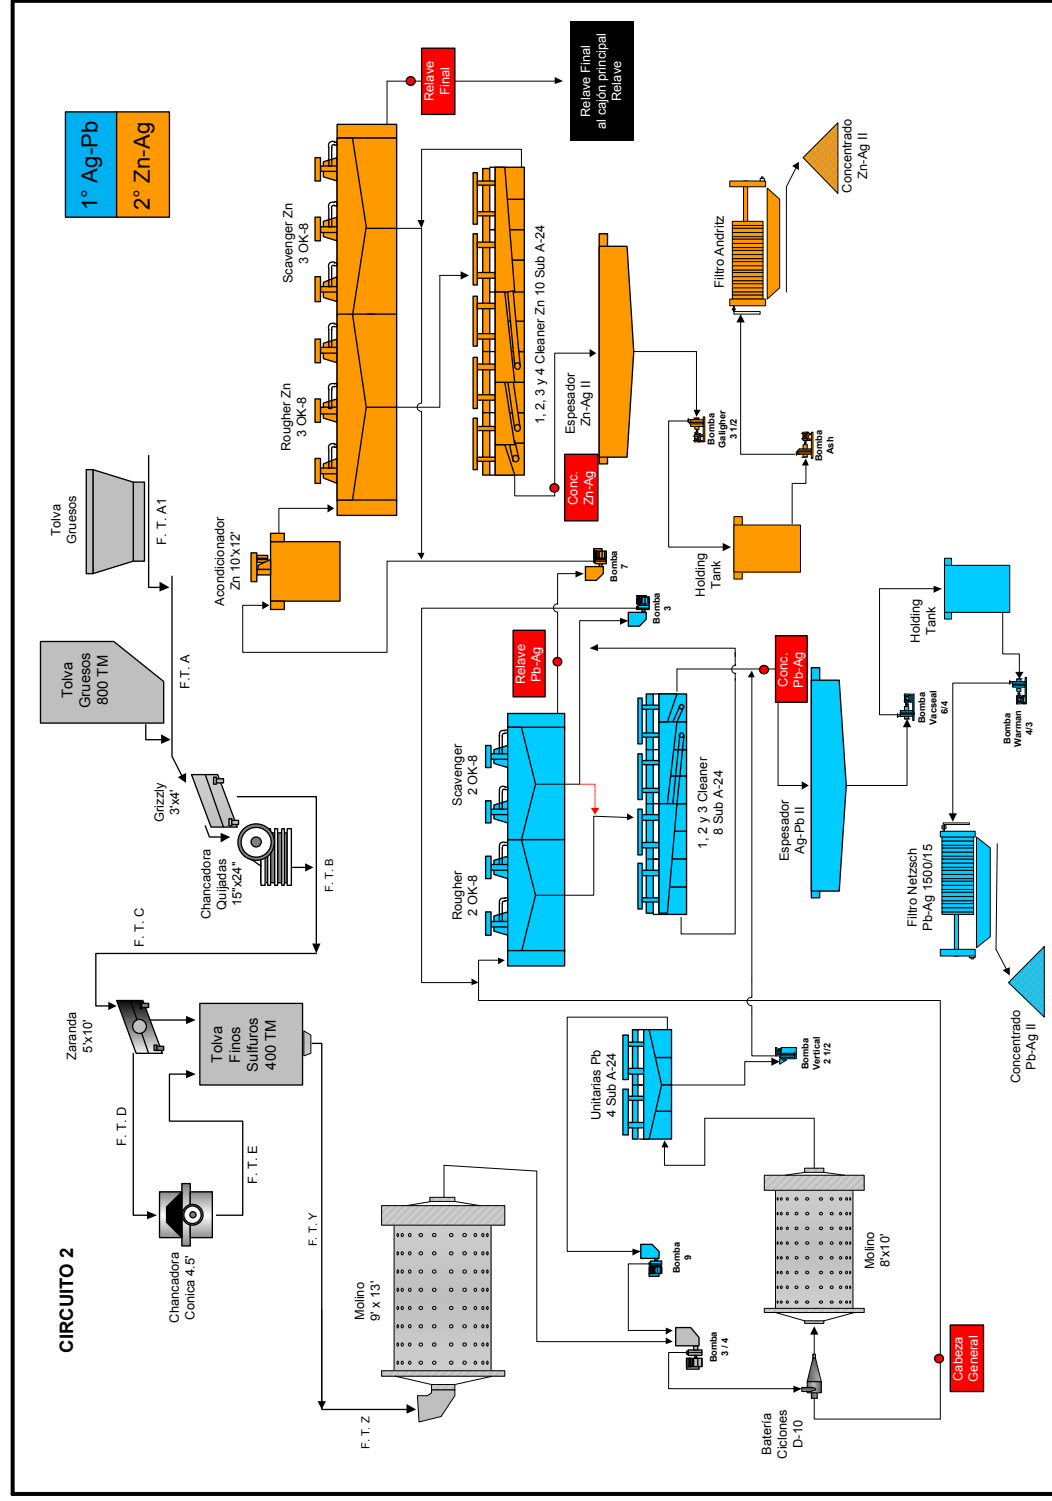 CIRCUITO 2
1° Ag-Pb
2° Zn-Ag
Tolva
Gruesos
F. T. A1
Tolva
Gruesos
800 TM
F.T. A
Grizzly
3'x4'
Chancadora
Quijadas
15"x24"
F. T. B
F. T. C
Zaranda
5'x10'
F. T. D
Chancadora
Conica 4.5'
F. T. E
Tolva
Finos
Sulfuros
400 TM
F. T. Y
F. T. Z
Molino
9' x 13'
Bomba
9
Bomba
3 / 4
Batería
Ciclones
D-10
Molino
8'x10'
Cabeza
General
Unitarias Pb
4 Sub A-24
Bomba
Vertical
2 1/2
Rougher
2 OK-8
Scavenger
2 OK-8
Relave
Pb-Ag
Bomba
3
Bomba
7
1, 2 y 3 Cleaner
8 Sub A-24
Conc.
Pb-Ag
Espesador
Ag-Pb II
Bomba
Vacseal
6/4
Holding
Tank
Bomba
Warman
4/3
Filtro Netzsch
Pb-Ag 1500/15
Concentrado
Pb-Ag II
Acondicionador
Zn 10'x12'
Rougher Zn
3 OK-8
Scavenger Zn
3 OK-8
Relave
Final
Relave Final
al cajón principal
Relave
1, 2, 3 y 4 Cleaner Zn 10 Sub A-24
Conc.
Zn-Ag
Espesador
Zn-Ag II
Bomba
Galigher
3 1/2
Holding
Tank
Bomba
Ash
Filtro Andritz
Concentrado
Zn-Ag II